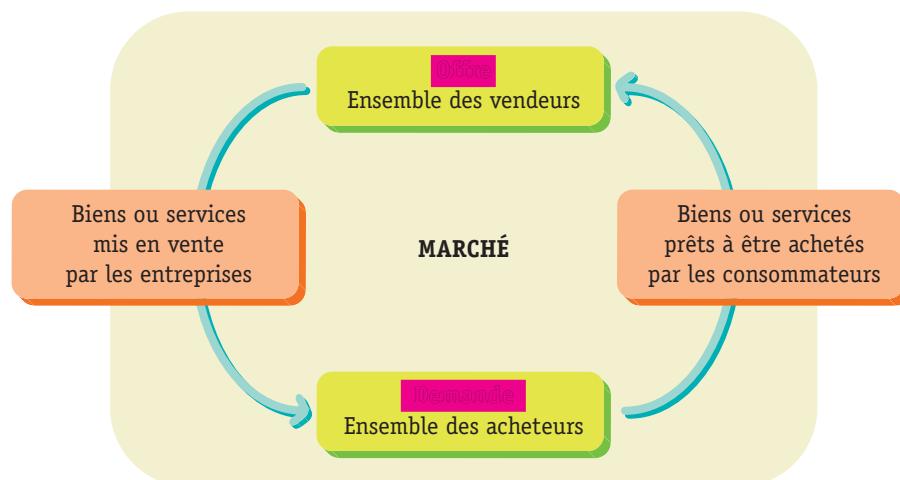 Offre
Ensemble des vendeurs
Biens ou services
mis en vente
par les entreprises
MARCHÉ
Biens ou services
prêts à être achetés
par les consommateurs
Demande
Ensemble des acheteurs